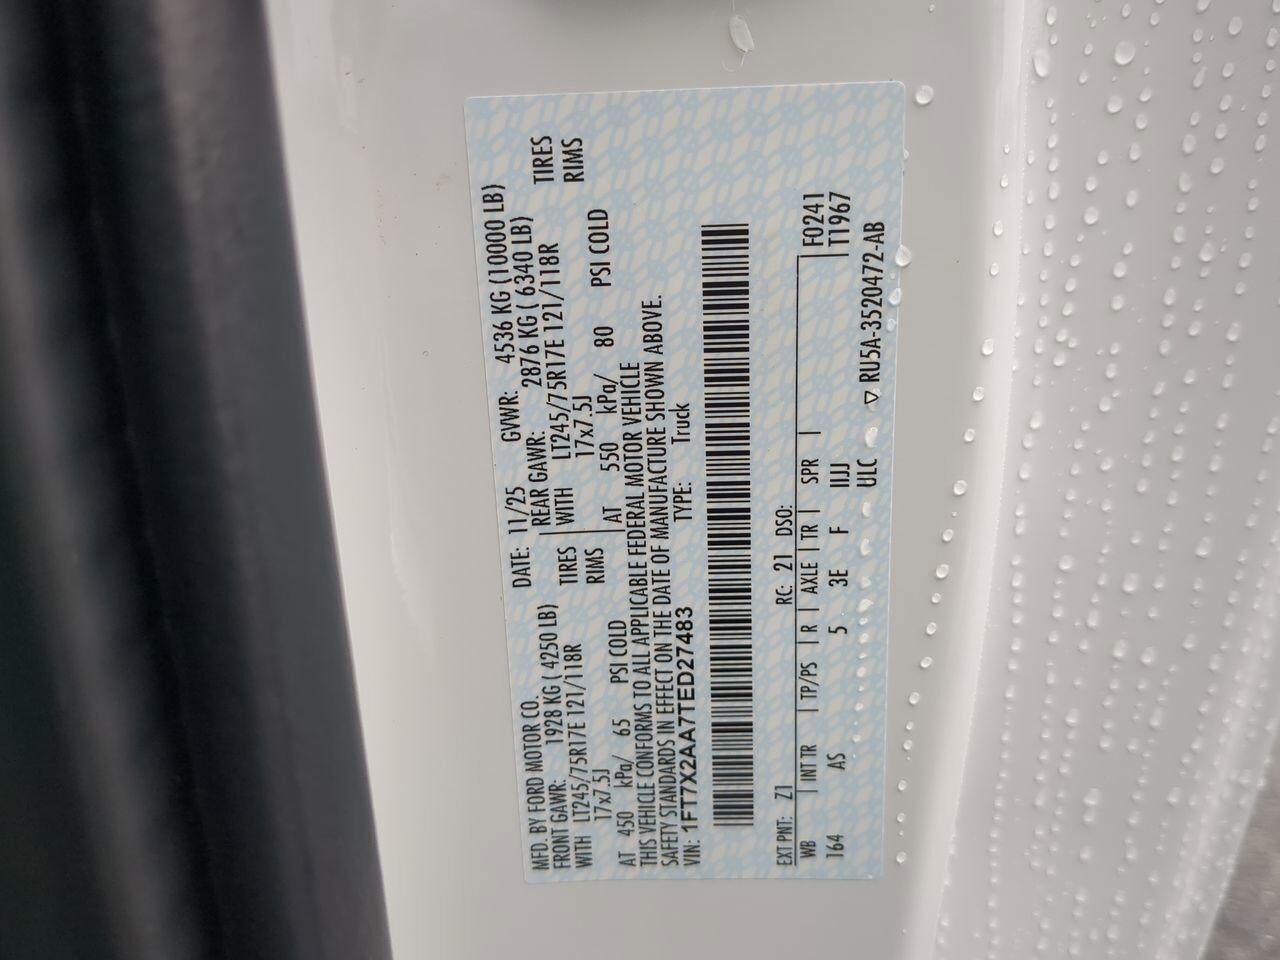 MFD. BY FORD MOTOR CO.
DATE: 11/25 GVWR: 4536 KG (10000 LB)
FRONT GAWR: 1928 KG ( 4250 LB) REAR GAWR: 2876 KG ( 6340 LB)
WITH LT245/75R17E 121/118R TIRES WITH LT245/75R17E 121/118R TIRES
17x7.5J RIMS 17x7.5J RIMS
AT 450 kPa/ 65 PSI COLD AT 550 kPa/ 80 PSI COLD
THIS VEHICLE CONFORMS TO ALL APPLICABLE FEDERAL MOTOR VEHICLE
SAFETY STANDARDS IN EFFECT ON THE DATE OF MANUFACTURE SHOWN ABOVE.
VIN: 1FT7X2AA7TED27483 TYPE: Truck
EXT PNT: Z1 RC: 21 DSO:
WB INT TR TP/PS R AXLE TR SPR F0241
164 AS 5 3E F IIJJ T1967
ULC ▽ RU5A-3520472-AB